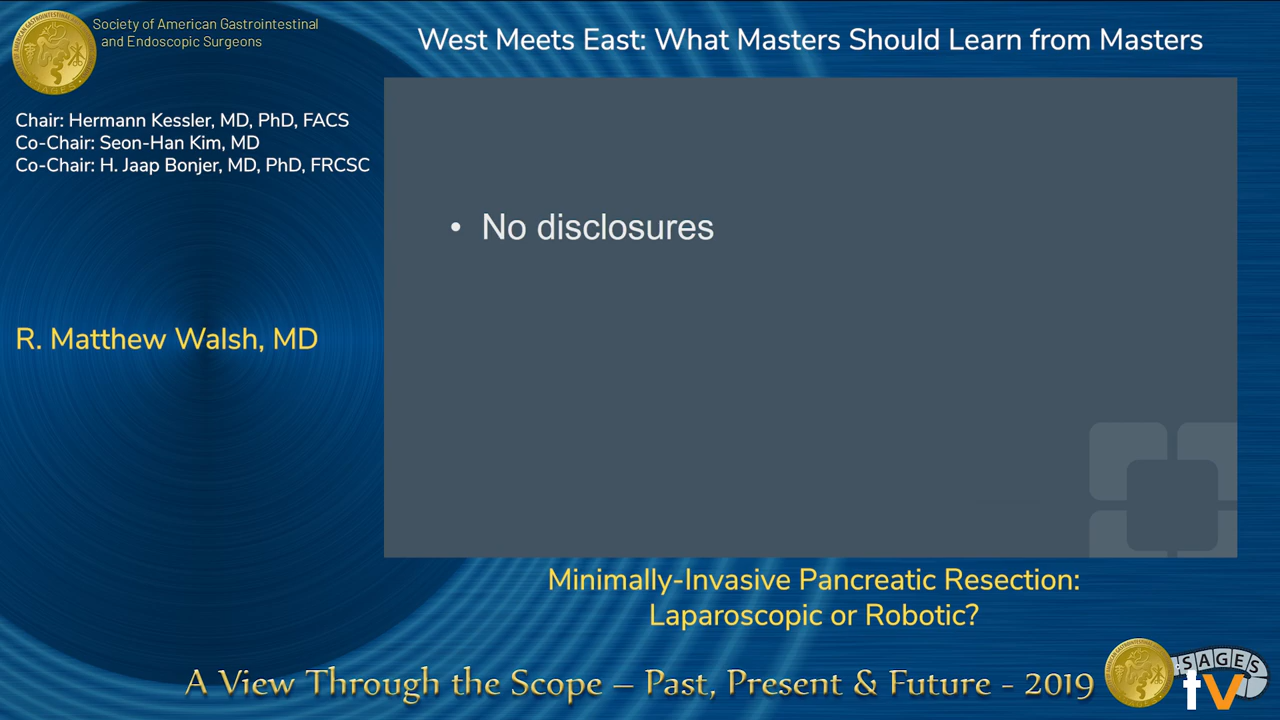 Society of American Gastrointestinal
and Endoscopic Surgeons
West Meets East: What Masters Should Learn from Masters
Chair: Hermann Kessler, MD, PhD, FACS
Co-Chair: Seon-Han Kim, MD
Co-Chair: H. Jaap Bonjer, MD, PhD, FRCSC
• No disclosures
R. Matthew Walsh, MD
Minimally-Invasive Pancreatic Resection:
Laparoscopic or Robotic?
A View Through the Scope – Past, Present & Future - 2019
SAGES
tv